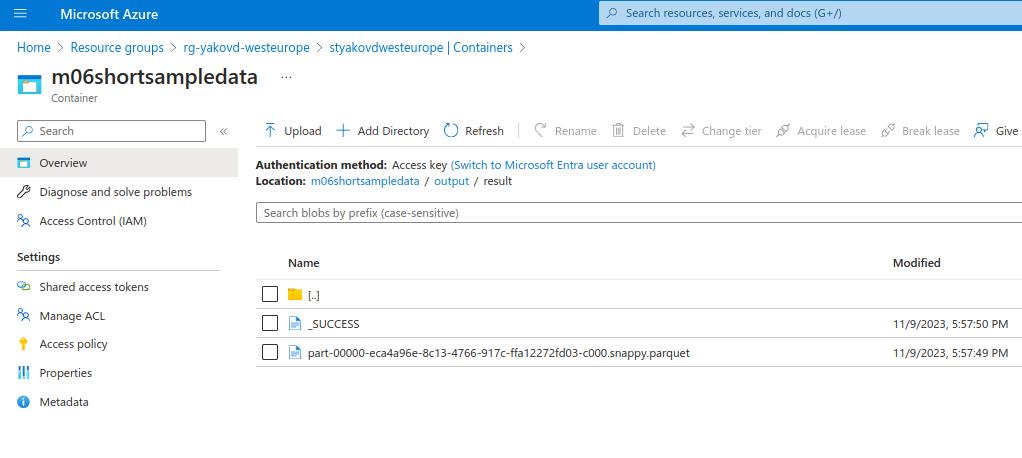 Microsoft Azure
Search resources, services, and docs (G+/)
Home > Resource groups > rg-yakovd-westeurope > styakovdwesteurope | Containers >
m06shortsampledata ...
Container
Search «
Upload Add Directory Refresh Rename Delete Change tier Acquire lease Break lease Give
Overview
Authentication method: Access key (Switch to Microsoft Entra user account)
Diagnose and solve problems
Location: m06shortsampledata / output / result
Access Control (IAM)
Search blobs by prefix (case-sensitive)
Settings
Name Modified
Shared access tokens
[..]
Manage ACL
_SUCCESS 11/9/2023, 5:57:50 PM
Access policy
part-00000-eca4a96e-8c13-4766-917c-ffa12272fd03-c000.snappy.parquet 11/9/2023, 5:57:49 PM
Properties
Metadata